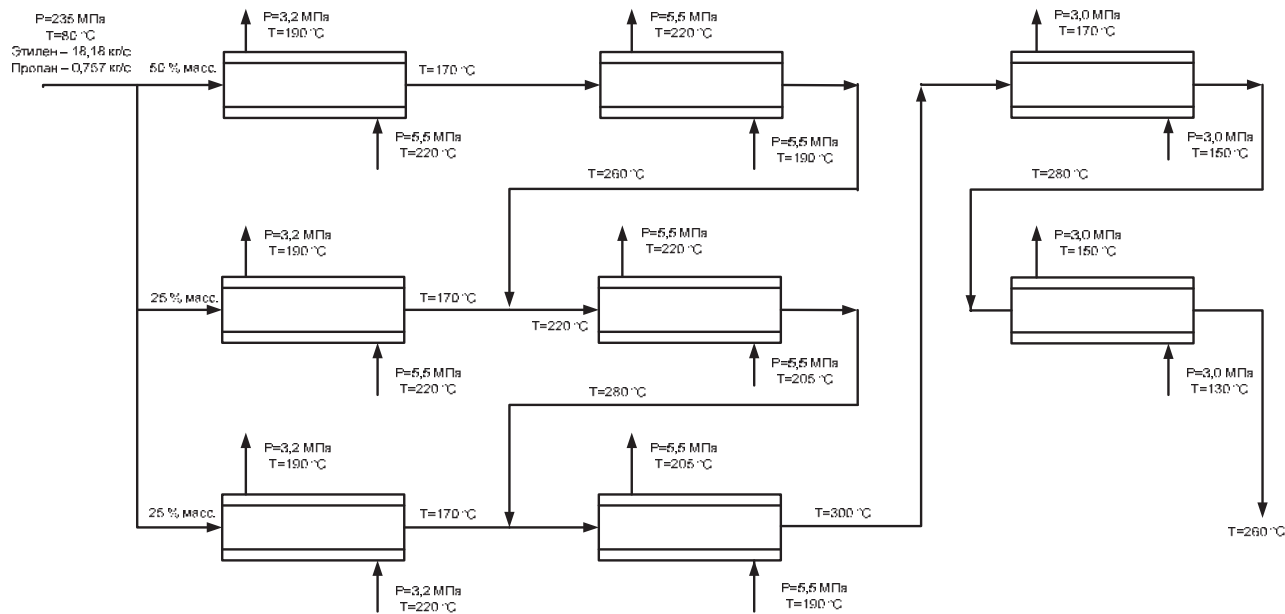 P=235 МПа
T=80 °C
Этилен – 18,18 кг/с
Пропан – 0,757 кг/с
50 % масс.
P=3,2 МПа
T=190 °C
T=170 °C
P=5,5 МПа
T=220 °C
P=5,5 МПа
T=220 °C
P=5,5 МПа
T=190 °C
P=3,0 МПа
T=170 °C
P=3,0 МПа
T=150 °C
T=260 °C
T=280 °C
P=3,2 МПа
T=190 °C
25 % масс.
T=170 °C
T=220 °C
P=5,5 МПа
T=220 °C
P=5,5 МПа
T=220 °C
P=5,5 МПа
T=205 °C
P=3,0 МПа
T=150 °C
P=3,0 МПа
T=130 °C
T=280 °C
P=3,2 МПа
T=190 °C
25 % масс.
T=170 °C
P=5,5 МПа
T=205 °C
T=300 °C
T=260 °C
P=3,2 МПа
T=220 °C
P=5,5 МПа
T=190 °C